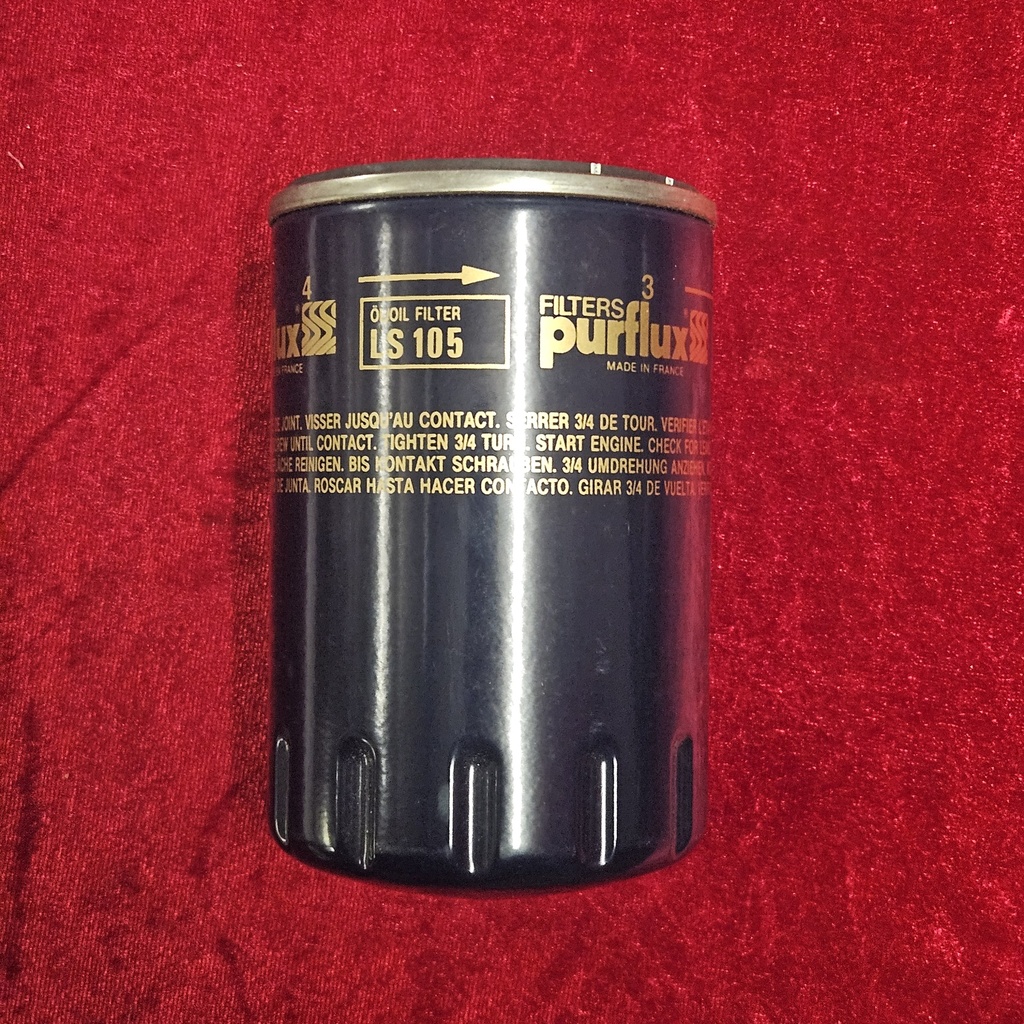 4
3
FILTERS
ux
purflux
ÖL OIL FILTER
LS 105
FRANCE
MADE IN FRANCE
JOINT. VISSER JUSQU'AU CONTACT. SERRER 3/4 DE TOUR. VERIFIER
UNTIL CONTACT. TIGHTEN 3/4 TURN. START ENGINE. CHECK FOR
REINIGEN. BIS KONTAKT SCHRAUBEN. 3/4 UMDREHUNG ANZIEHEN.
DE JUNTA. ROSCAR HASTA HACER CONTACTO. GIRAR 3/4 DE VUELTA.